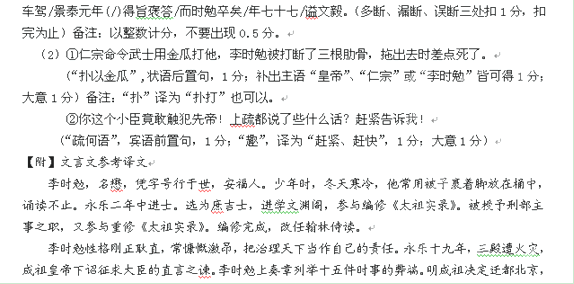 车驾/景泰元年(/)得旨褒答/而时勉卒矣/年七十七/谥文毅。(多断、漏断、误断三处扣1分，扣
完为止)备注：以整数计分，不要出现0.5分。
（2）①仁宗命令武士用金瓜打他，李时勉被打断了三根肋骨，拖出去时差点死了。
(“扑以金瓜”,状语后置句，1分；补出主语“皇帝”、“仁宗”或“李时勉”皆可得1分；
大意1分）备注：“扑”译为“扑打”也可以。
②你这个小臣竟敢触犯先帝！上疏都说了些什么话？赶紧告诉我！
(“疏何语”，宾语前置句，1分；“趣”，译为“赶紧、赶快”，1分；大意1分）
【附】文言文参考译文
李时勉，名懋，凭字号行于世，安福人。少年时，冬天寒冷，他常用被子裹着脚放在桶中，
诵读不止。永乐二年中进士。选为庶吉士，进学文渊阁，参与编修《太祖实录》。被授予刑部主
事之职，又参与重修《太祖实录》。编修完成，改任翰林侍读。
李时勉性格刚正耿直，常慷慨激昂，把治理天下当作自己的责任。永乐十九年，三殿遭火灾，
成祖皇帝下诏征求大臣的直言之谏。李时勉上奏章列举十五件时事的弊端。明成祖决定迁都北京，